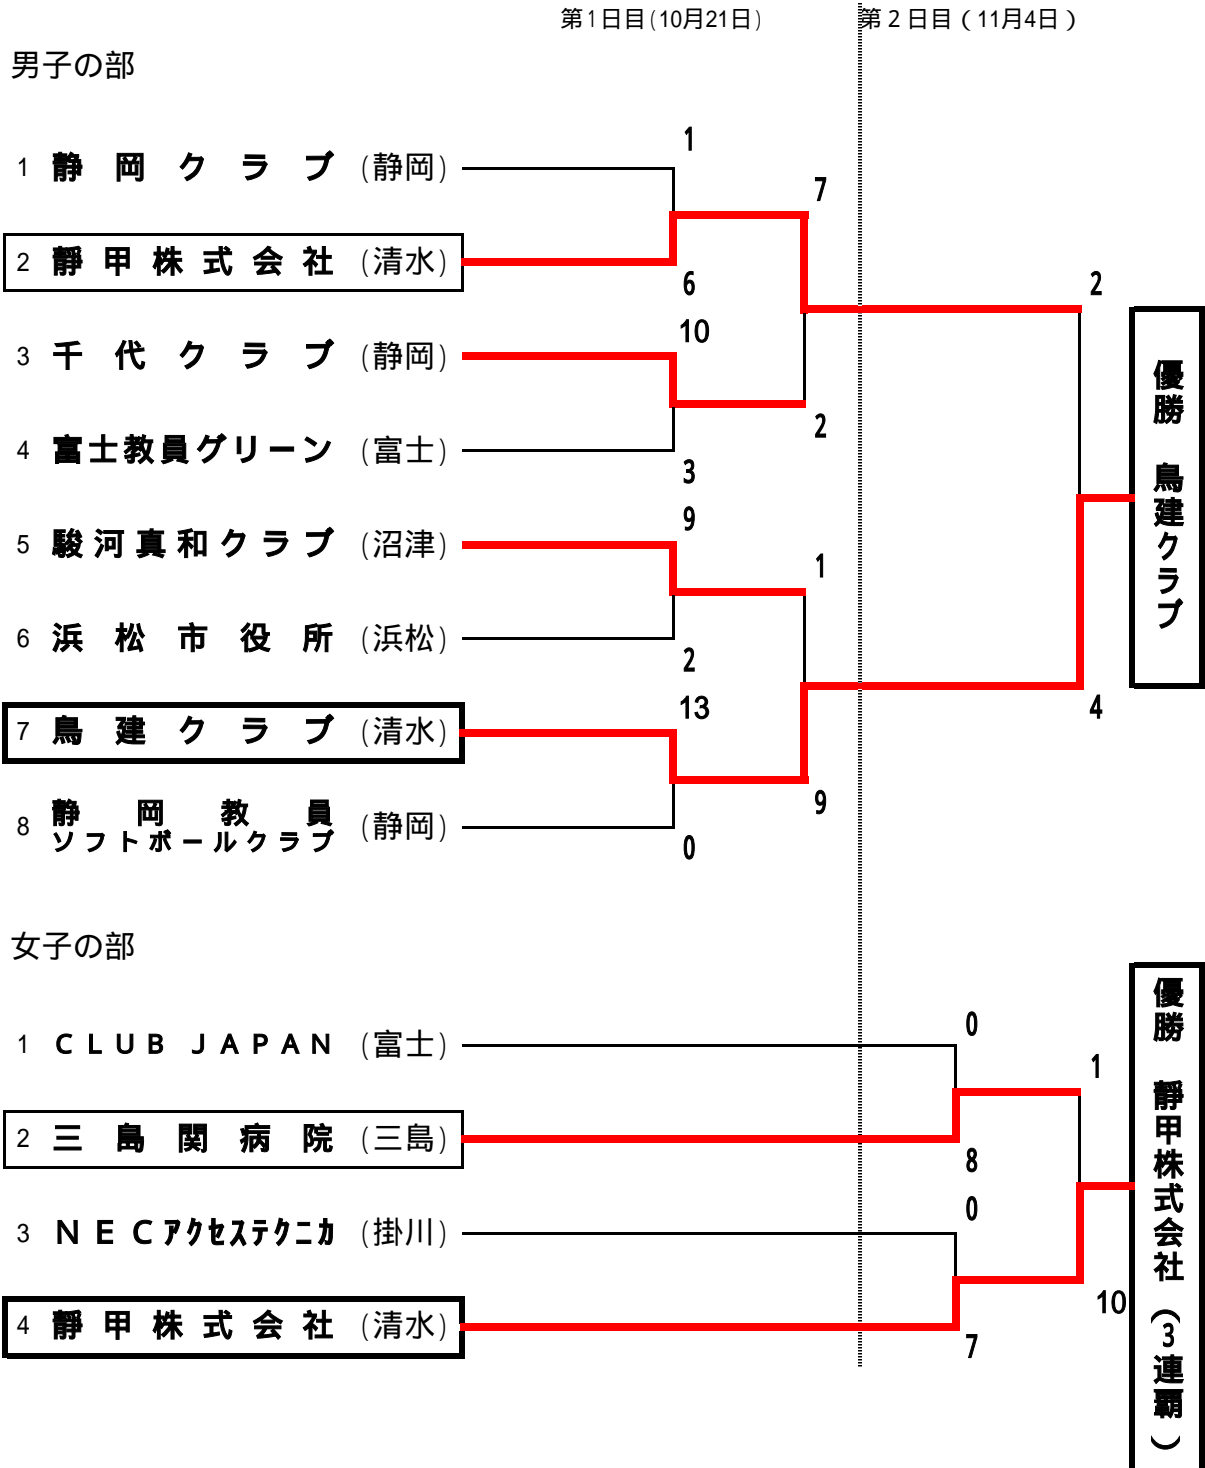 第1日目(10月21日)
第2日目(11月4日)
男子の部
1
1 静岡クラブ (静岡)
7
2 靜甲株式会社 (清水)
6
2
10
3 千代クラブ (静岡)
2
4 富士教員グリーン (富士)
3
9
5 駿河真和クラブ (沼津)
1
6 浜松市役所 (浜松)
2
13
4
7 鳥建クラブ (清水)
9
8 静岡教員
ソフトボールクラブ (静岡)
0
優勝 鳥建クラブ
女子の部
0
1 CLUB JAPAN (富士)
1
2 三島関病院 (三島)
8
0
3 NECアクセステクニカ (掛川)
10
4 靜甲株式会社 (清水)
7
優勝 靜甲株式会社(3連覇)